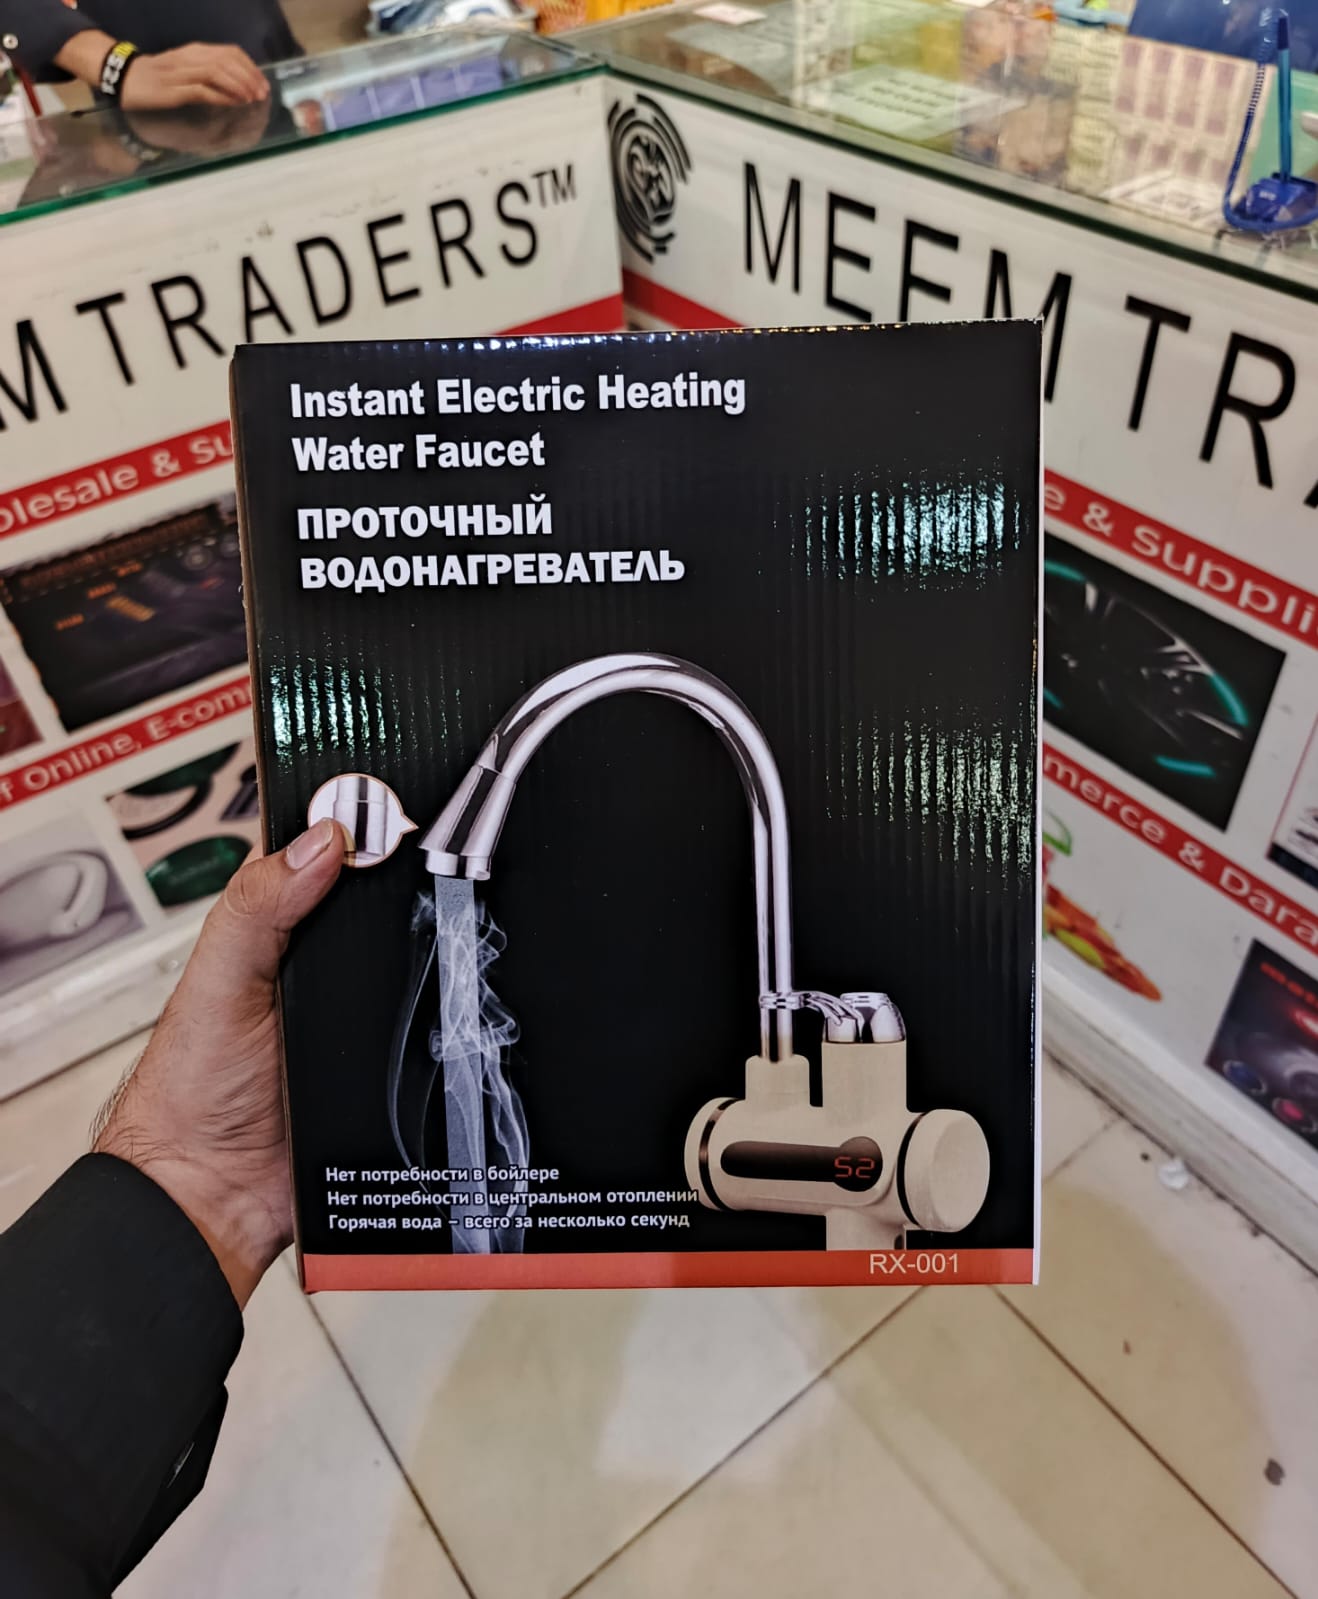 M TRADERS™
MEEM TR
olesale & Su
e & Suppli
f online, E-com
merce & Dara
Instant Electric Heating
Water Faucet
ПРОТОЧНЫЙ
ВОДОНАГРЕВАТЕЛЬ
52
Нет потребности в бойлере
Нет потребности в центральном отоплении
Горячая вода – всего за несколько секунд
RX-001